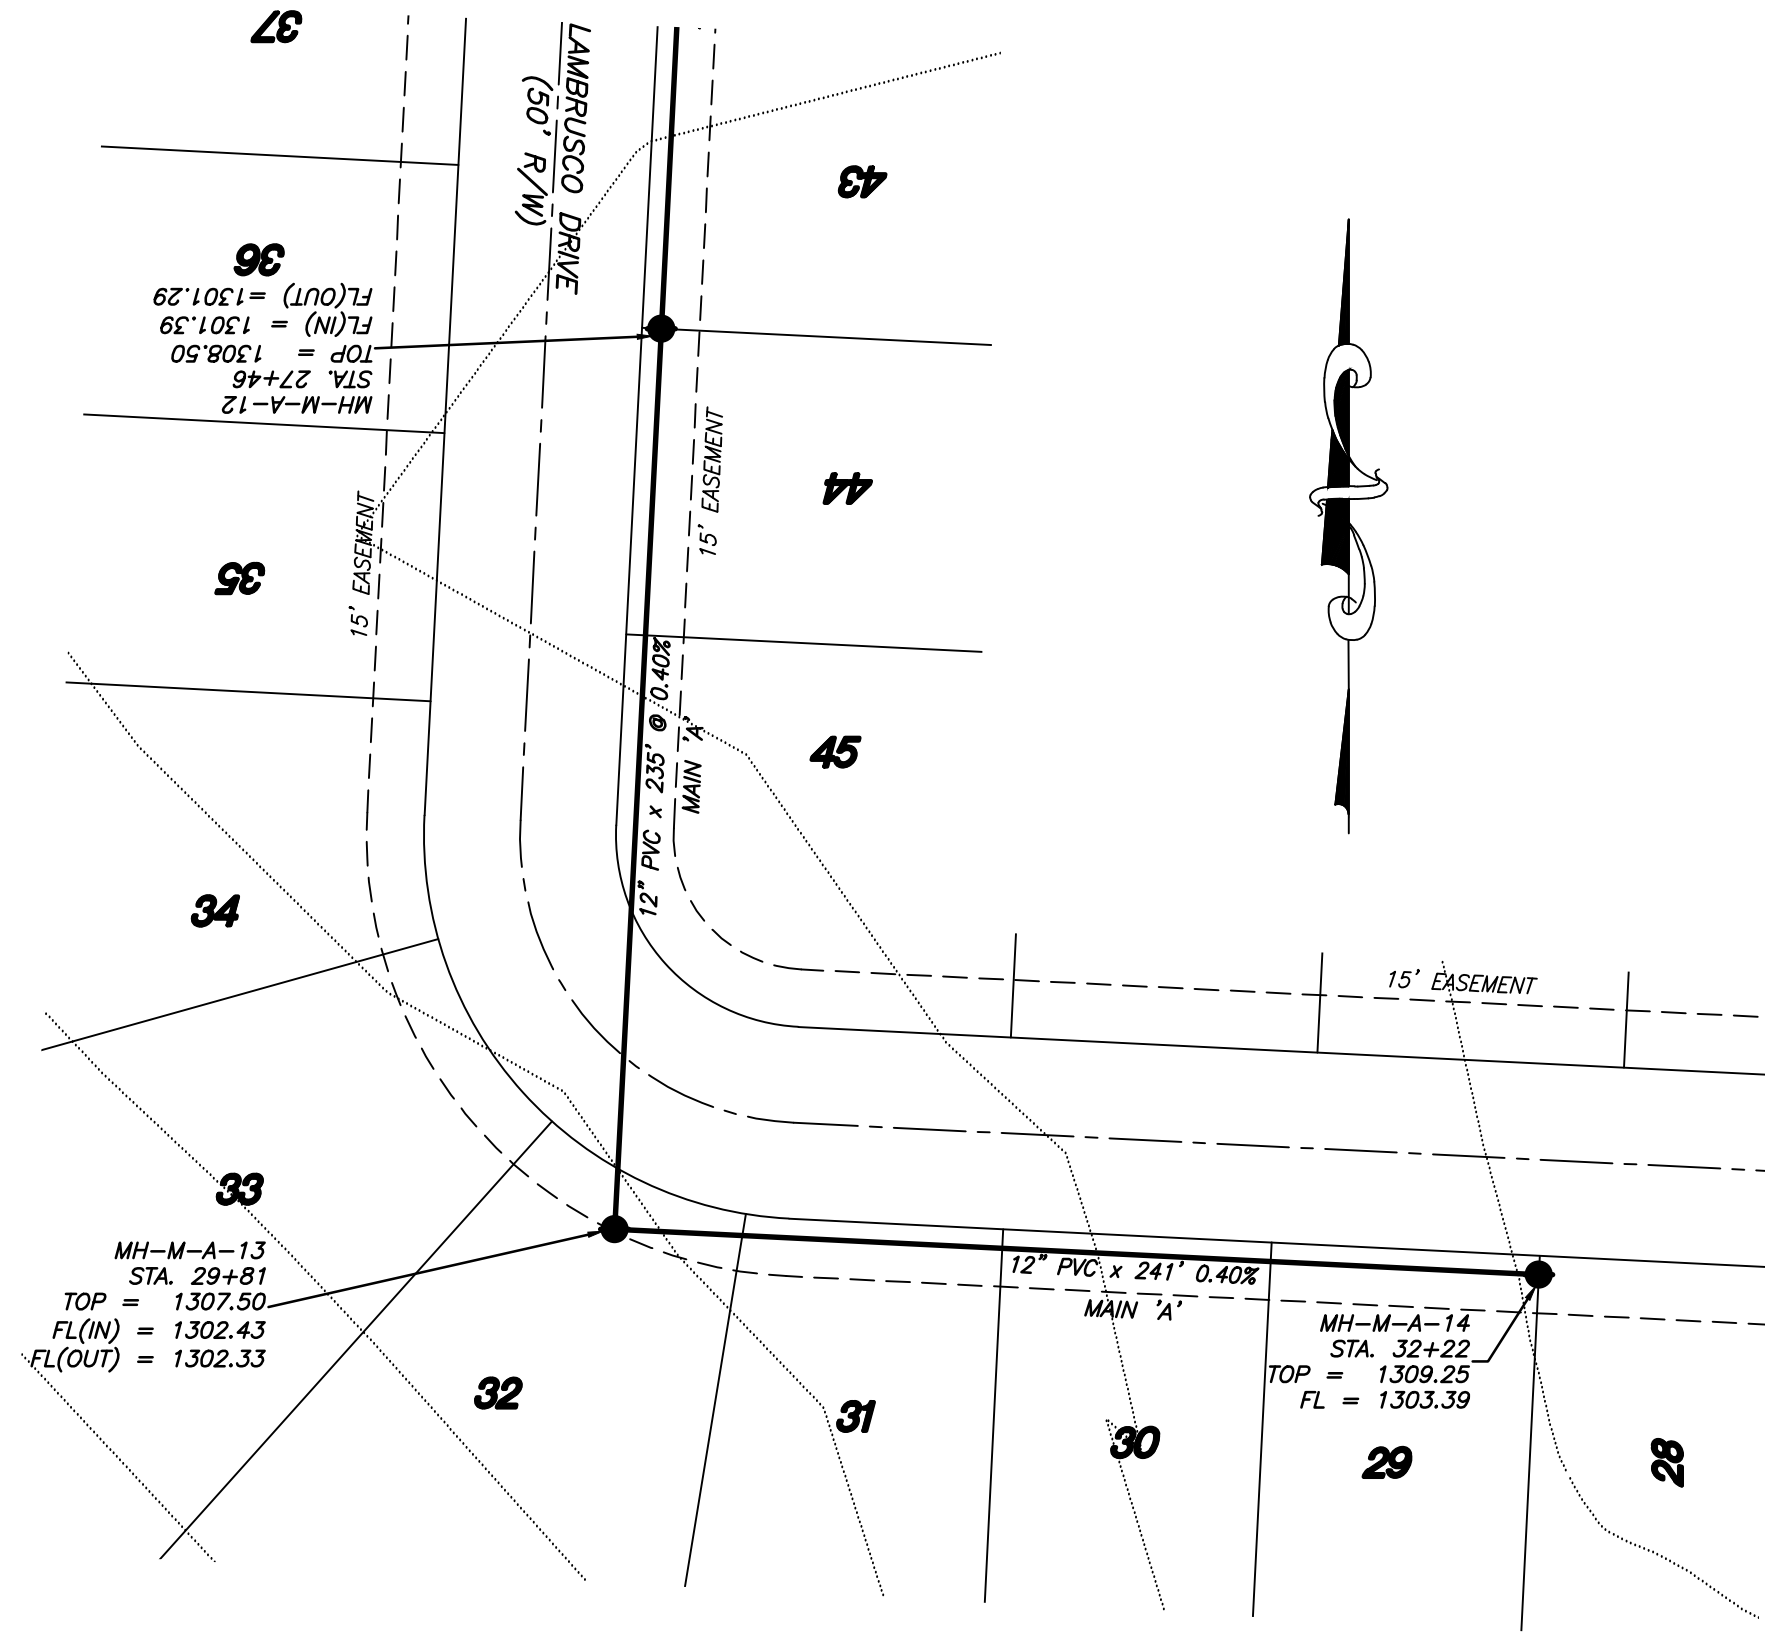 37
LAMBRUSCO DRIVE
(50' R/W)
43
36
MH-M-A-12
STA. 27+46
TOP = 1308.50
FL(IN) = 1301.39
FL(OUT) =1301.29
15' EASEMENT
44
15' EASEMENT
35
12" PVC x 235' @ 0.40%
MAIN 'A'
45
34
15' EASEMENT
33
MH-M-A-13
STA. 29+81
TOP = 1307.50
FL(IN) = 1302.43
FL(OUT) = 1302.33
12" PVC x 241' 0.40%
MAIN 'A'
MH-M-A-14
STA. 32+22
TOP = 1309.25
FL = 1303.39
32
31
30
29
28